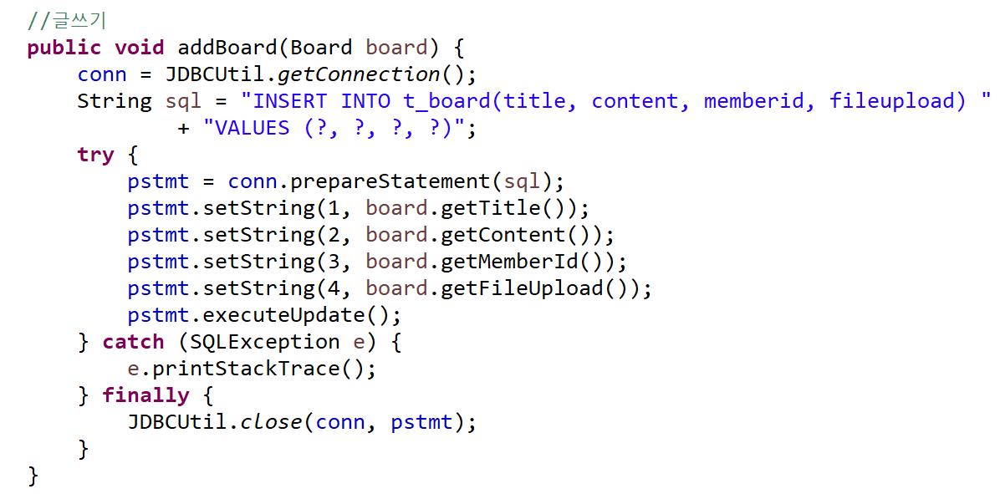 //글쓰기
public void addBoard(Board board) {
    conn = JDBCUtil.getConnection();
    String sql = "INSERT INTO t_board(title, content, memberid, fileupload) "
            + "VALUES (?, ?, ?, ?)";
    try {
        pstmt = conn.prepareStatement(sql);
        pstmt.setString(1, board.getTitle());
        pstmt.setString(2, board.getContent());
        pstmt.setString(3, board.getMemberId());
        pstmt.setString(4, board.getFileUpload());
        pstmt.executeUpdate();
    } catch (SQLException e) {
        e.printStackTrace();
    } finally {
        JDBCUtil.close(conn, pstmt);
    }
}